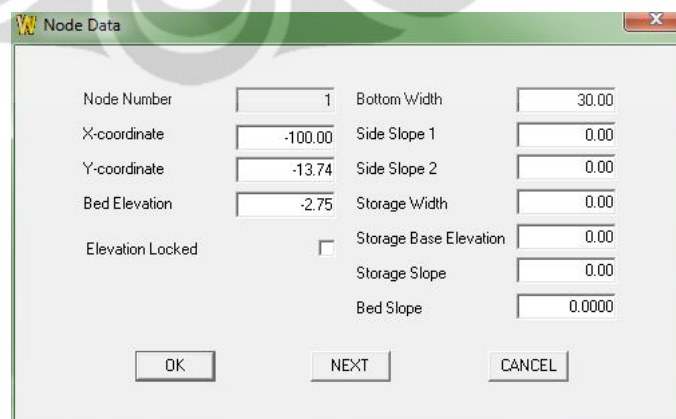 Node Data
Node Number 1 Bottom Width 30.00
X-coordinate -100.00 Side Slope 1 0.00
Y-coordinate -13.74 Side Slope 2 0.00
Bed Elevation -2.75 Storage Width 0.00
Elevation Locked Storage Base Elevation 0.00
Storage Slope 0.00
Bed Slope 0.0000
OK NEXT CANCEL